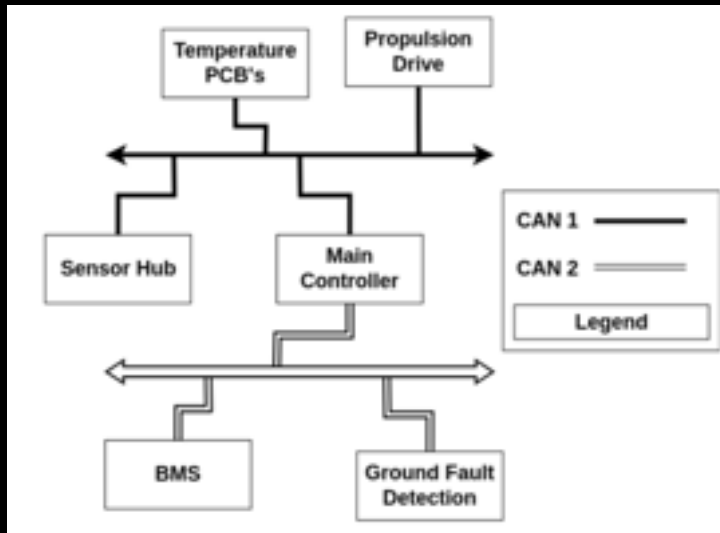 Temperature
PCB's
Propulsion
Drive
Sensor Hub
Main
Controller
CAN 1
CAN 2
Legend
BMS
Ground Fault
Detection